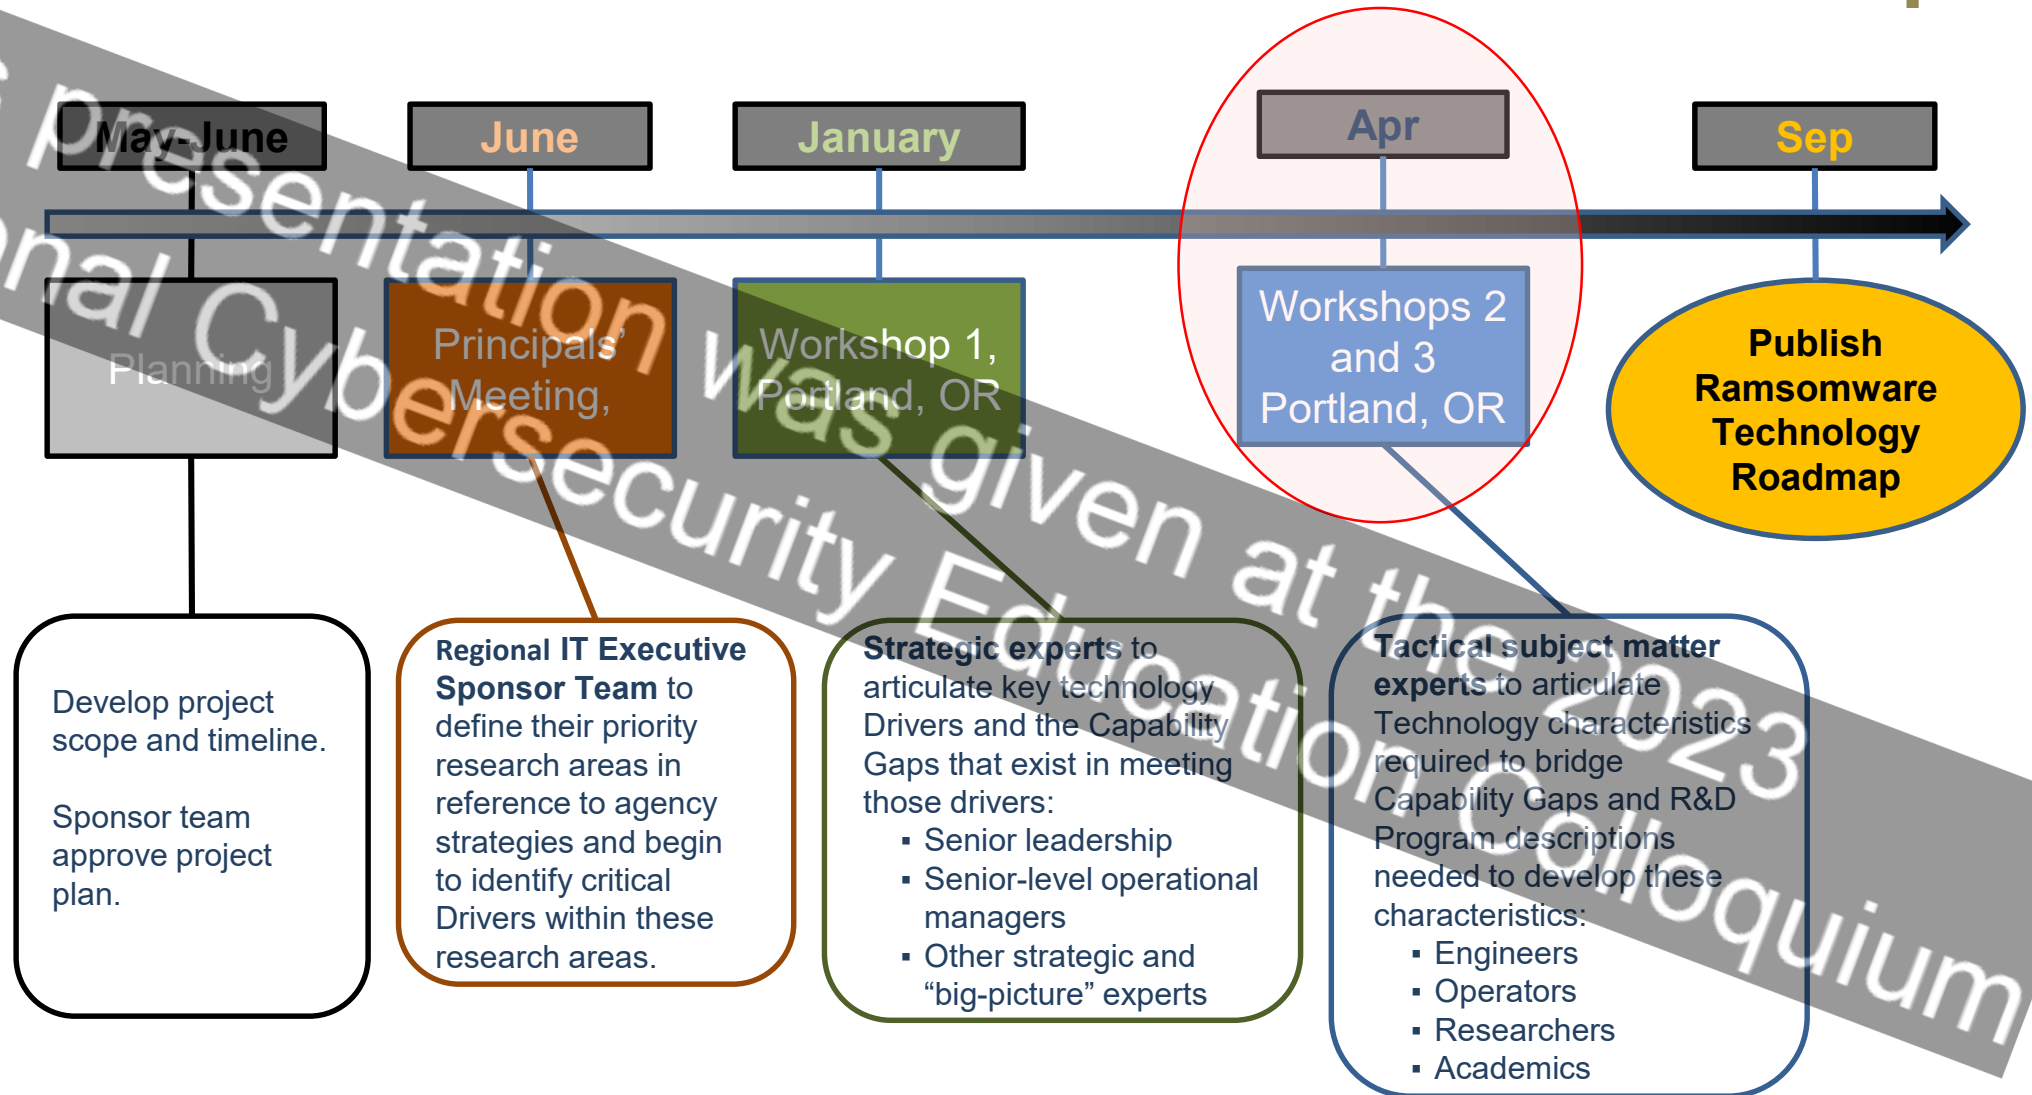 May-June
June
January
Apr
Sep
Planning
Principals’
Meeting,
Workshop 1,
Portland, OR
Workshops 2
and 3
Portland, OR
Publish
Ramsomware
Technology
Roadmap
Develop project
scope and timeline.
Sponsor team
approve project
plan.
Regional IT Executive
Sponsor Team to
define their priority
research areas in
reference to agency
strategies and begin
to identify critical
Drivers within these
research areas.
Strategic experts to
articulate key technology
Drivers and the Capability
Gaps that exist in meeting
those drivers:
▪ Senior leadership
▪ Senior-level operational
managers
▪ Other strategic and
“big-picture” experts
Tactical subject matter
experts to articulate
Technology characteristics
required to bridge
Capability Gaps and R&D
Program descriptions
needed to develop these
characteristics:
▪ Engineers
▪ Operators
▪ Researchers
▪ Academics
presentation was given at the 2023
Cybersecurity Education Colloquium